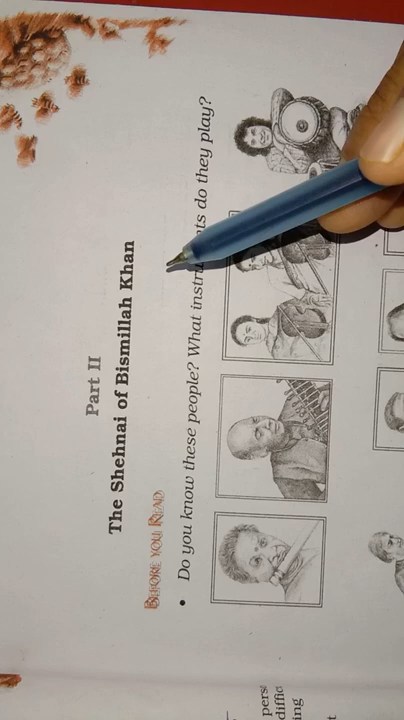 Part II
The Shehnai of Bismillah Khan
BEFORE YOU READ
• Do you know these people? What instru ts do they play?
pers
diffic
ing
t